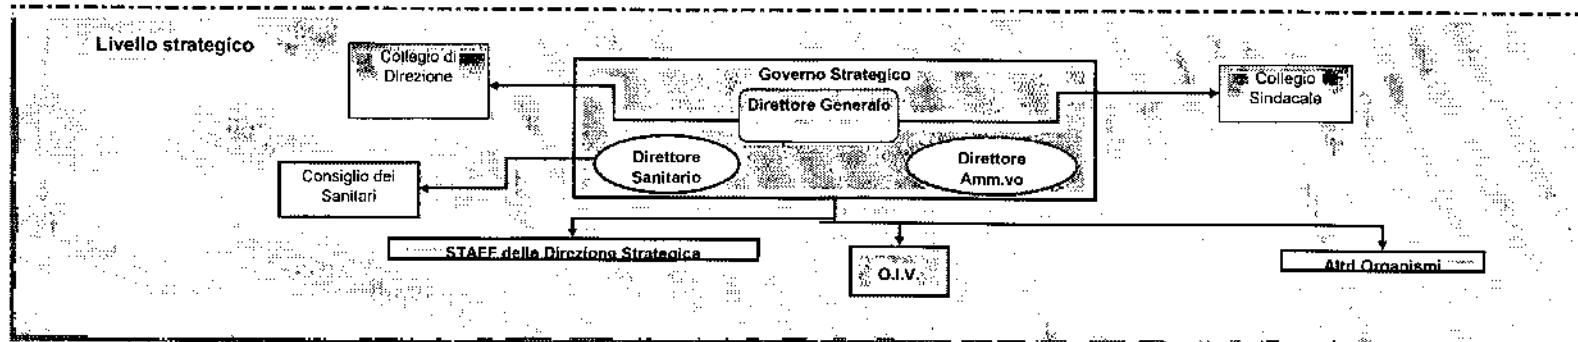 Livello strategico
Collegio di
Direzione
Governo Strategico
Direttore Generale
Collegio
Sindacale
Direttore
Sanitario
Direttore
Amm.vo
Consiglio dei
Sanitari
STAFF della Direzione Strategica
O.I.V.
Altri Organismi